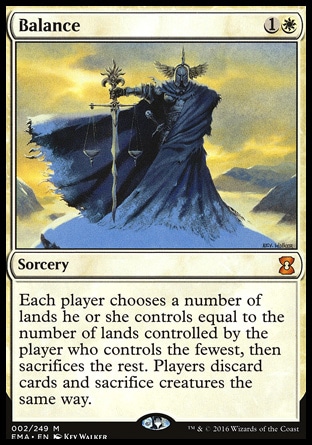 Balance 1
Sorcery
Each player chooses a number of
lands he or she controls equal to the
number of lands controlled by the
player who controls the fewest, then
sacrifices the rest. Players discard
cards and sacrifice creatures the
same way.
KEV WALKER
002/249 M
EMA • EN KEV WALKER
™ & © 2016 Wizards of the Coast